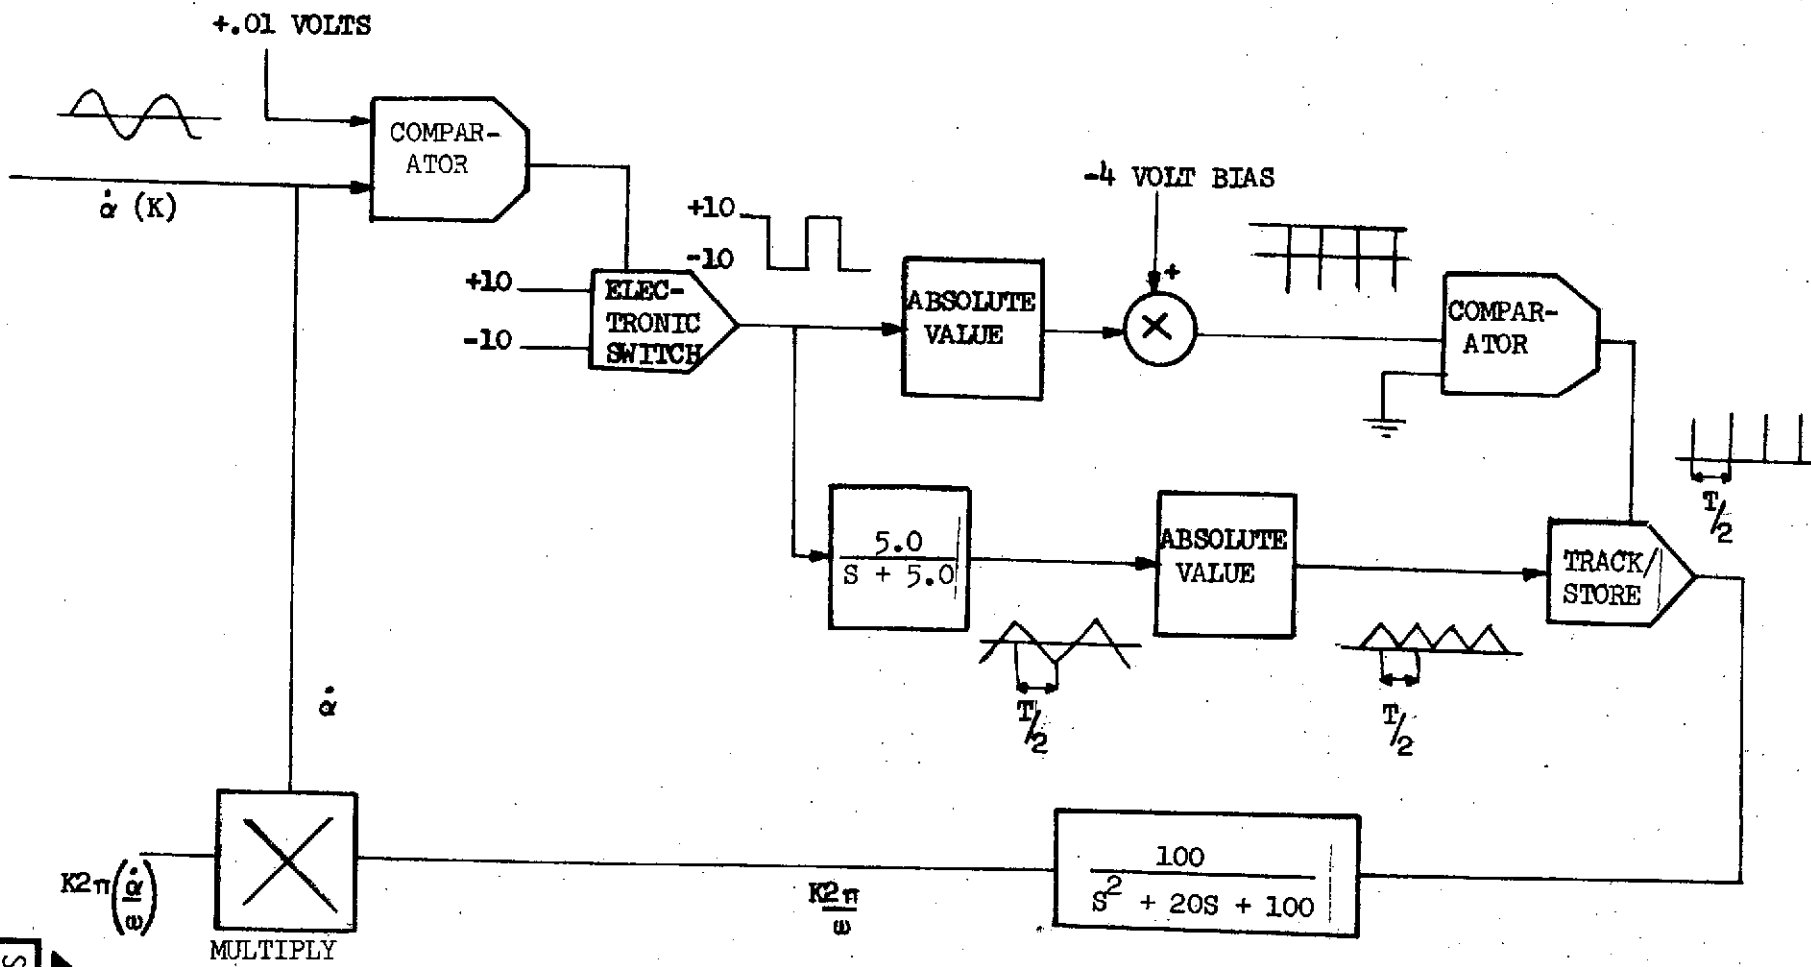 +.01 VOLTS
COMPAR-
ATOR
α̇ (K)
+10
-10
+10
-10
ELEC-
TRONIC
SWITCH
ABSOLUTE
VALUE
-4 VOLT BIAS
+
×
COMPAR-
ATOR
5.0
S + 5.0
T/2
ABSOLUTE
VALUE
T/2
TRACK/
STORE
T/2
α̇
K2π(α̇/ω)
MULTIPLY
K2π
ω
100
S² + 20S + 100
S